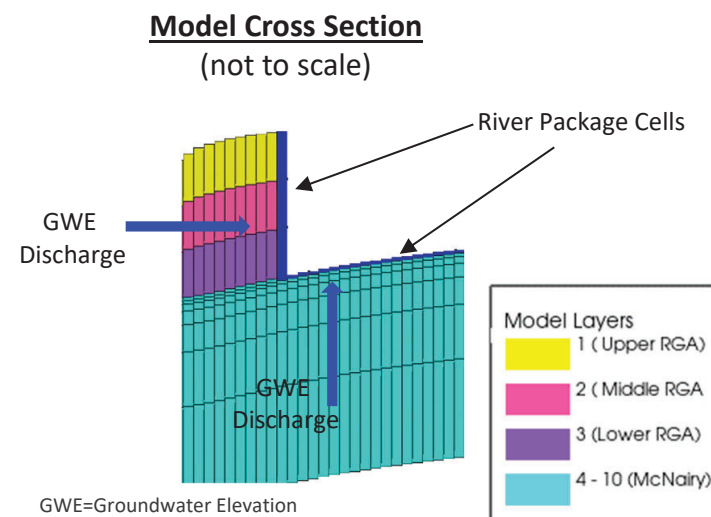 Model Cross Section
(not to scale)
River Package Cells
GWE
Discharge
GWE
Discharge
Model Layers
1 ( Upper RGA)
2 ( Middle RGA
3 (Lower RGA)
4 - 10 (McNairy)
GWE=Groundwater Elevation